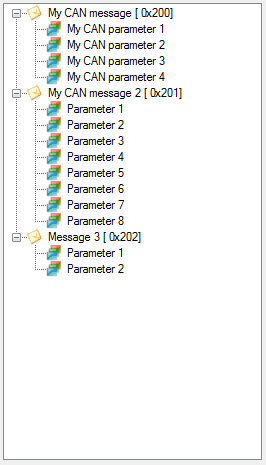 My CAN message [ 0x200]
My CAN parameter 1
My CAN parameter 2
My CAN parameter 3
My CAN parameter 4
My CAN message 2 [ 0x201]
Parameter 1
Parameter 2
Parameter 3
Parameter 4
Parameter 5
Parameter 6
Parameter 7
Parameter 8
Message 3 [ 0x202]
Parameter 1
Parameter 2